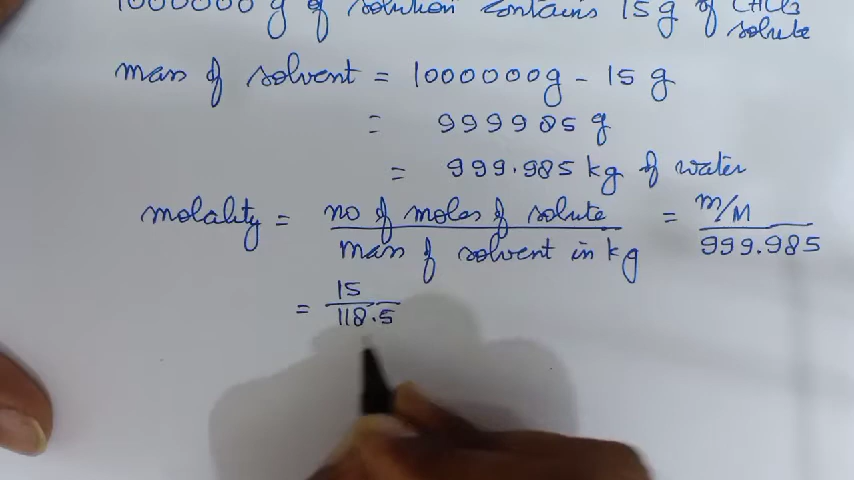 1000000 g of solution contains 15 g of CHCl3
solute
mass of solvent = 1000000g - 15 g
= 999985 g
= 999.985 kg of water
molality = no of moles of solute = m/M
mass of solvent in kg 999.985
= 15
118.5